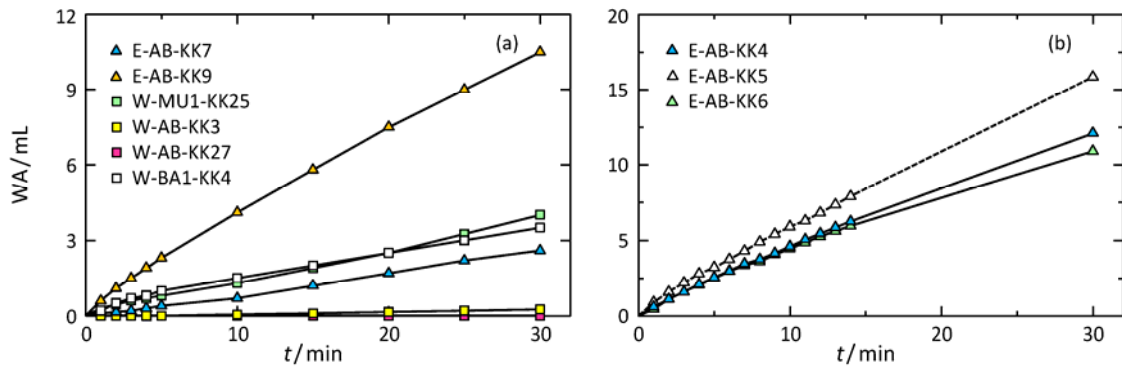 12
9
6
3
0
WA/mL
E-AB-KK7
E-AB-KK9
W-MU1-KK25
W-AB-KK3
W-AB-KK27
W-BA1-KK4
(a)
0
10
20
30
t/min
20
15
10
5
0
E-AB-KK4
E-AB-KK5
E-AB-KK6
(b)
0
10
20
30
t/min